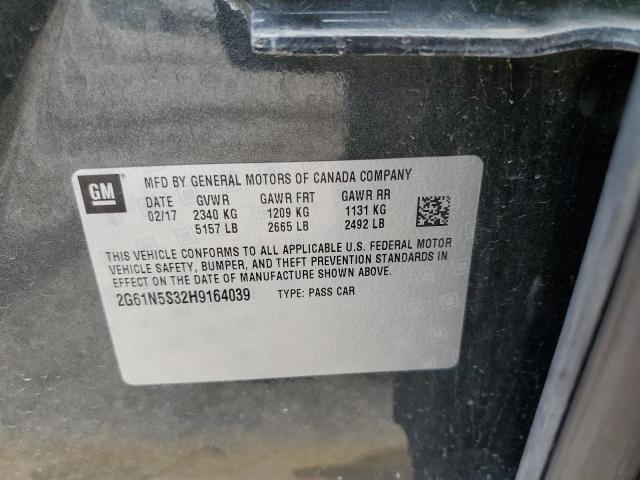 GM
MFD BY GENERAL MOTORS OF CANADA COMPANY
DATE GVWR GAWR FRT GAWR RR
02/17 2340 KG 1209 KG 1131 KG
5157 LB 2665 LB 2492 LB
THIS VEHICLE CONFORMS TO ALL APPLICABLE U.S. FEDERAL MOTOR
VEHICLE SAFETY, BUMPER, AND THEFT PREVENTION STANDARDS IN
EFFECT ON THE DATE OF MANUFACTURE SHOWN ABOVE.
2G61N5S32H9164039 TYPE: PASS CAR